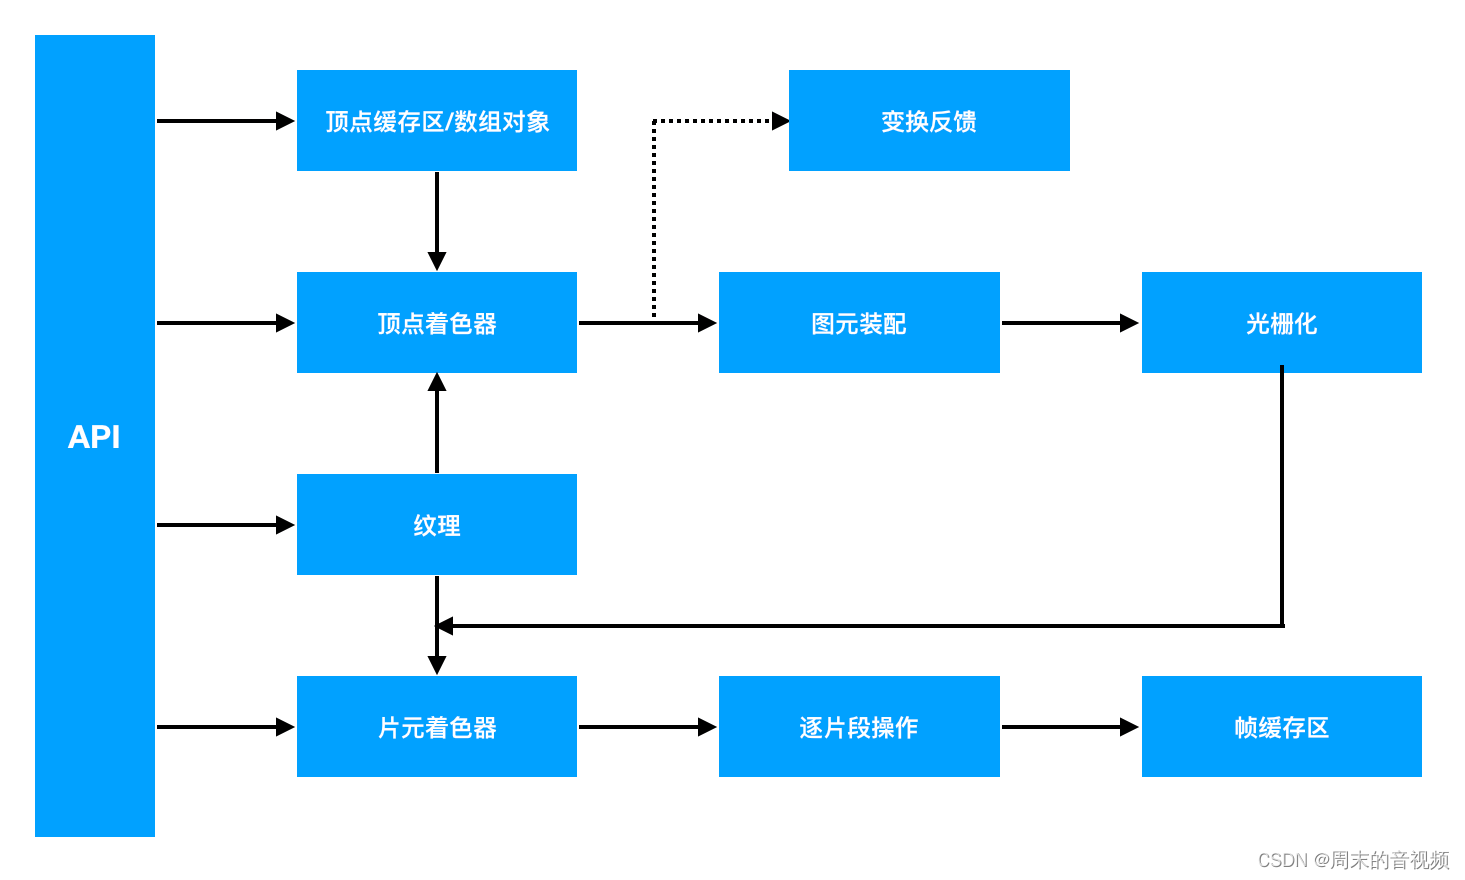 顶点缓存区/数组对象
变换反馈
顶点着色器
图元装配
光栅化
API
纹理
片元着色器
逐片段操作
帧缓存区
CSDN @周末的音视频